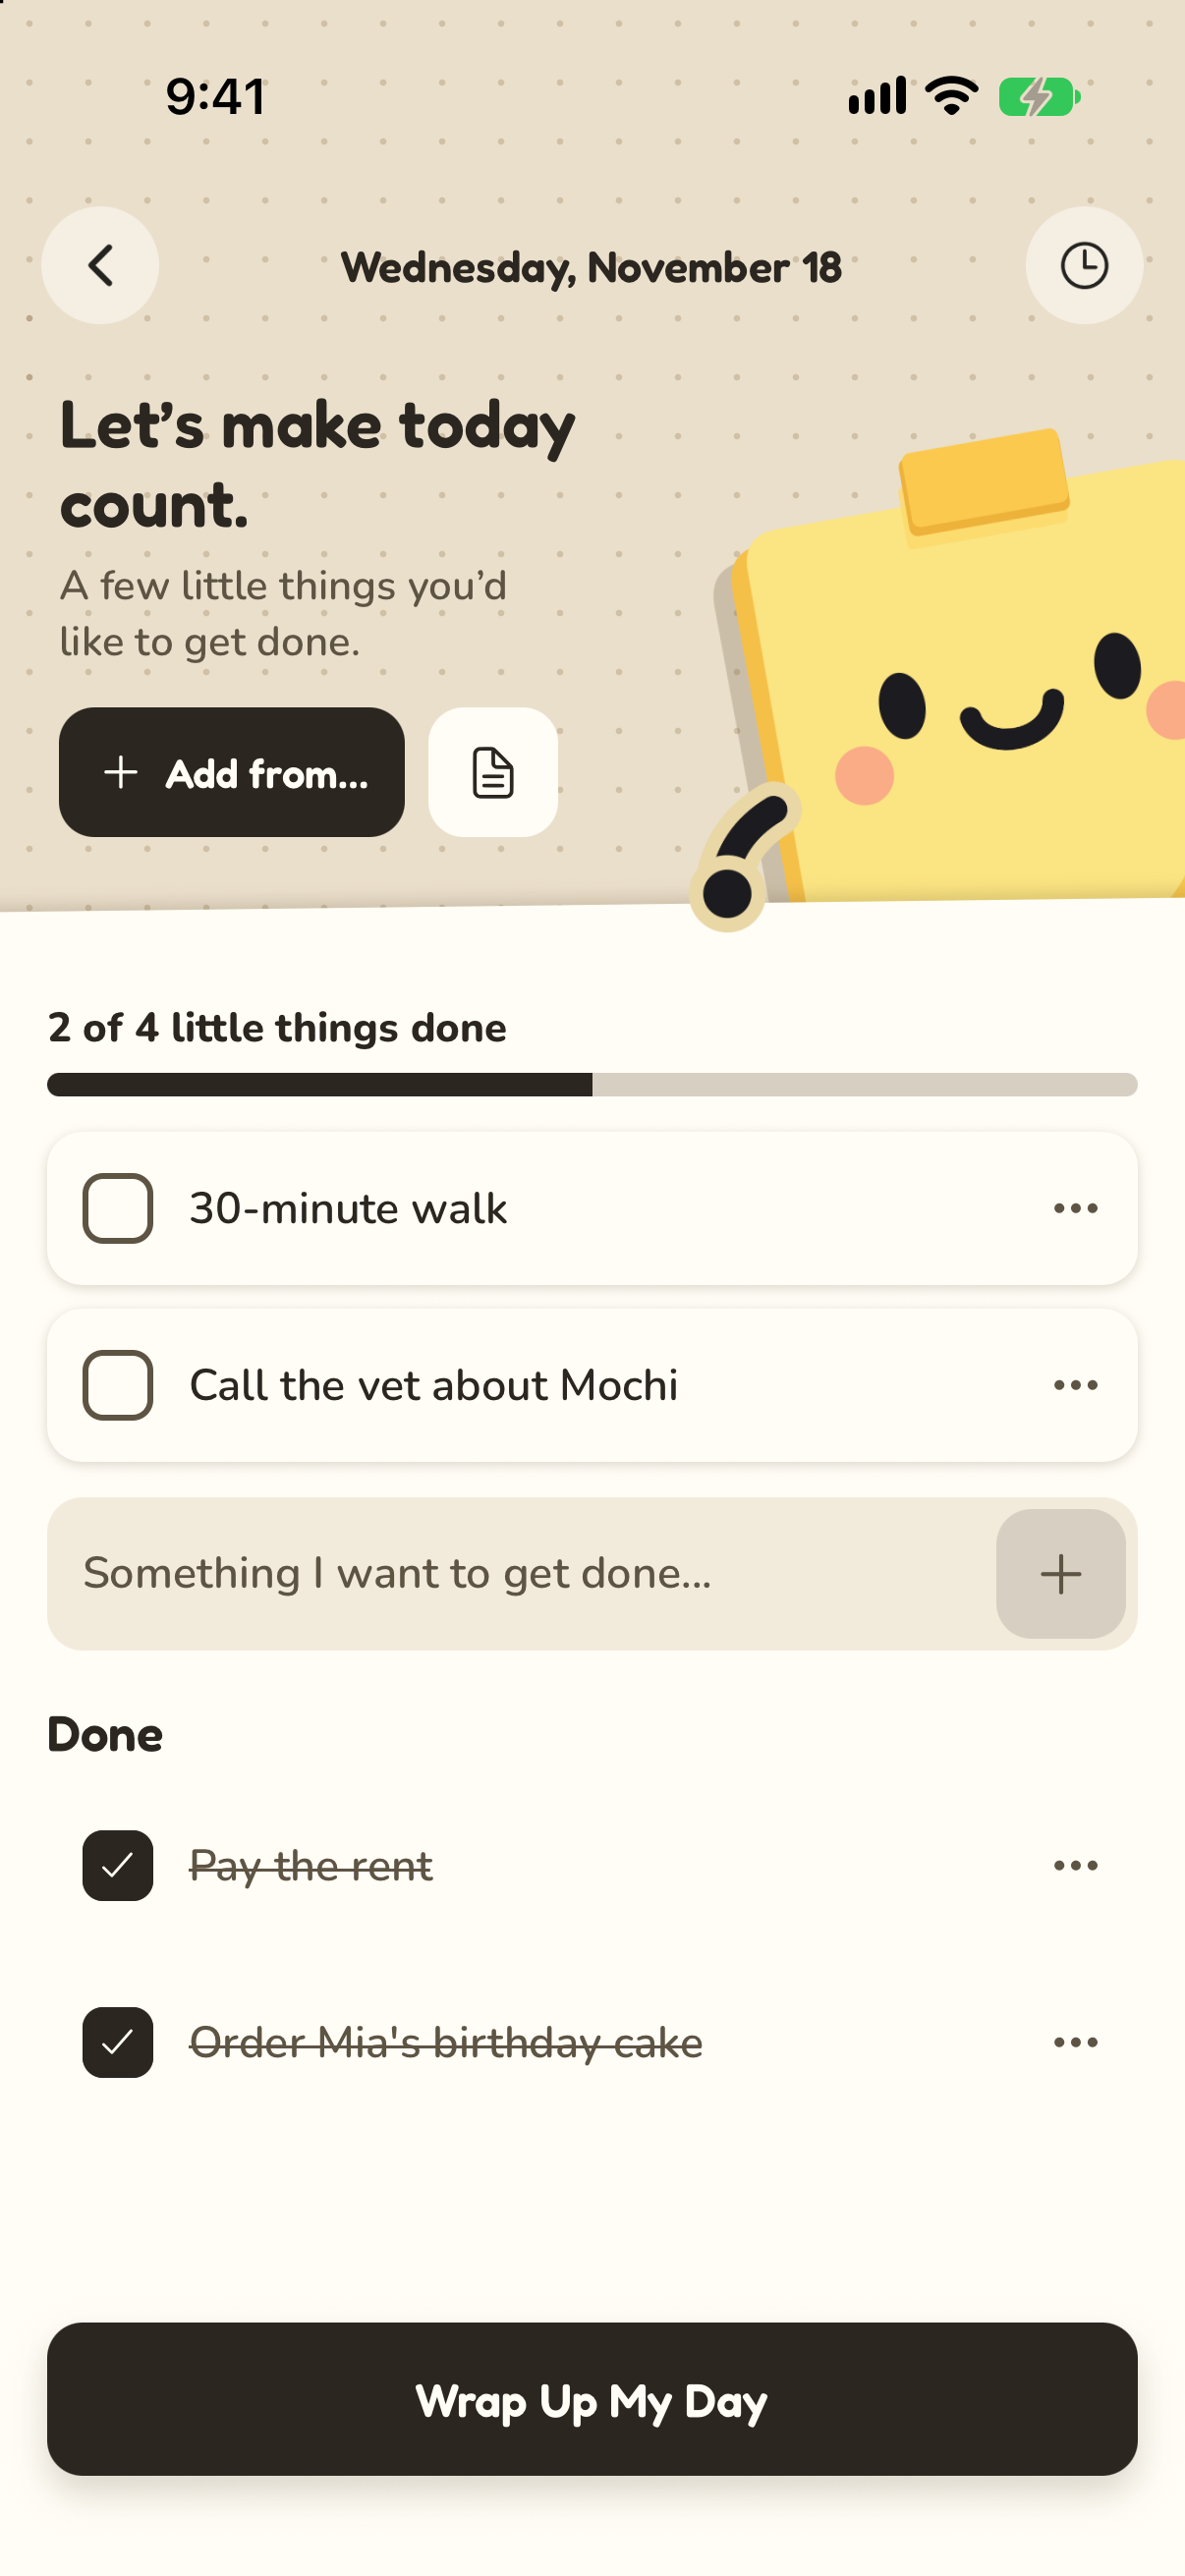 9:41
Wednesday, November 18
Let’s make today
count.
A few little things you’d
like to get done.
Add from...
2 of 4 little things done
30-minute walk
Call the vet about Mochi
Something I want to get done...
Done
Pay the rent
Order Mia's birthday cake
Wrap Up My Day